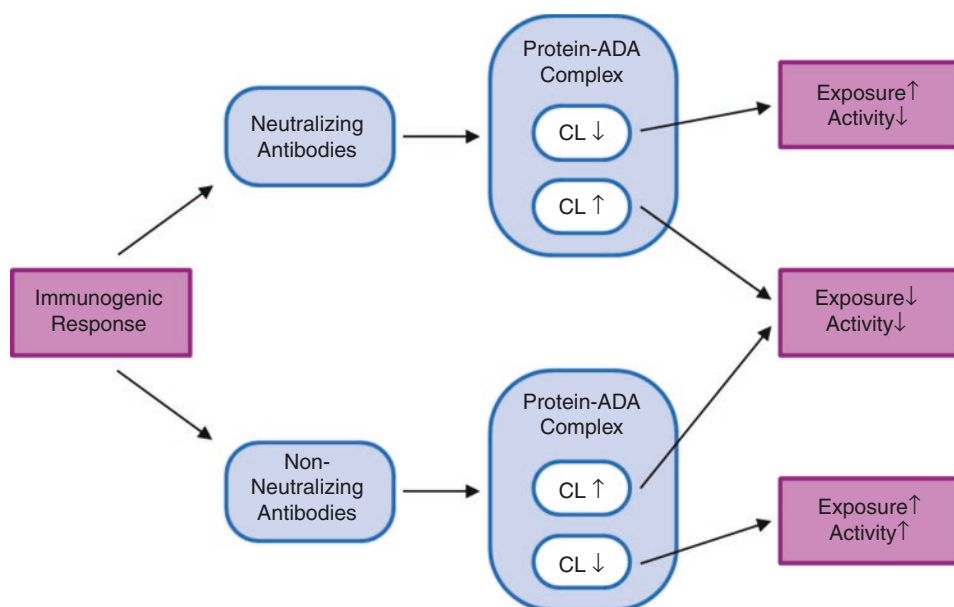 Protein-ADA
Complex
Neutralizing
Antibodies
CL ↓
CL ↑
Exposure↑
Activity↓
Immunogenic
Response
Exposure↓
Activity↓
Protein-ADA
Complex
Non-
Neutralizing
Antibodies
CL ↑
CL ↓
Exposure↑
Activity↑